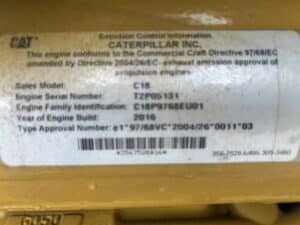 CAT
Emission Control Information
CATERPILLAR INC.
This engine conforms to the Commercial Craft Directive 97/68/EC
amended by Directive 2004/26/EC- exhaust emission approval of
propulsion engines
Sales Model: C18
Engine Serial Number: T2P05131
Engine Family Identification: C18P9768EU01
Year of Engine Build: 2016
Type Approval Number: e1*97/68VC*2004/26*0011*03
6050